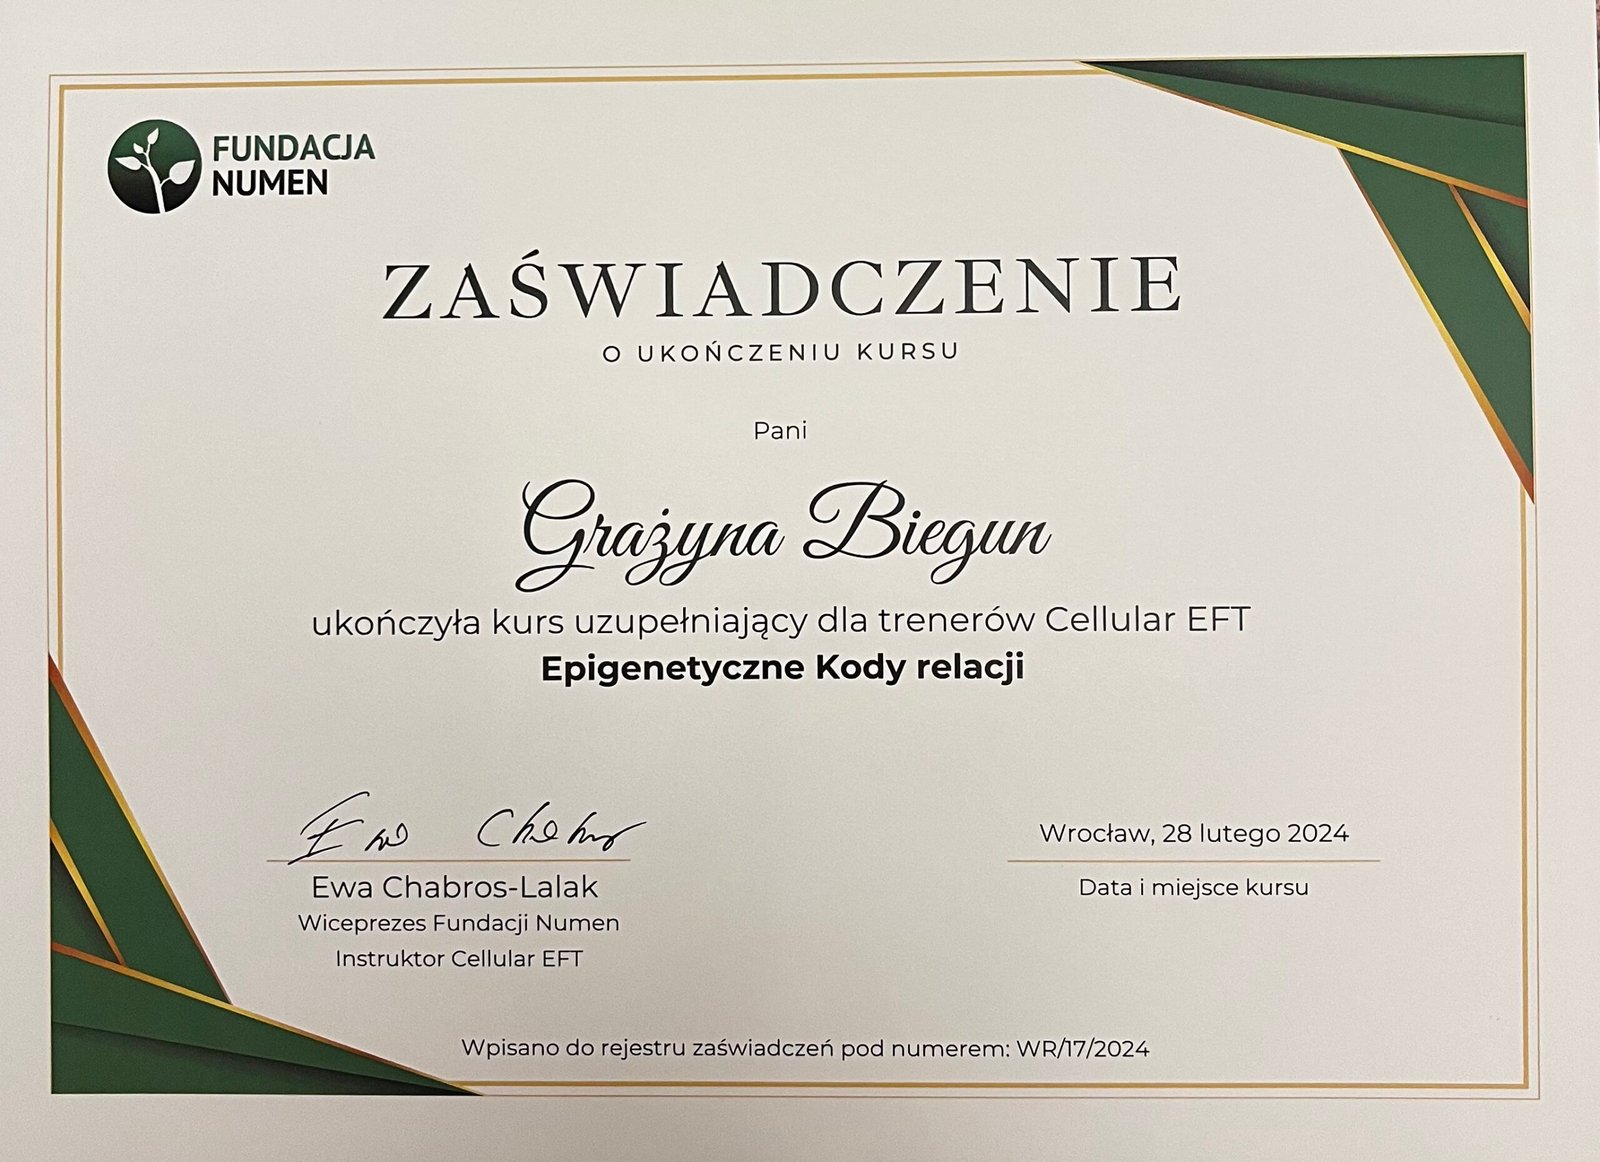 FUNDACJA
NUMEN
ZAŚWIADCZENIE
O UKOŃCZENIU KURSU
Pani
Grażyna Biegun
ukończyła kurs uzupełniający dla trenerów Cellular EFT
Epigenetyczne Kody relacji
Ewa Chabros
Ewa Chabros-Lalak
Wiceprezes Fundacji Numen
Instruktor Cellular EFT
Wrocław, 28 lutego 2024
Data i miejsce kursu
Wpisano do rejestru zaświadczeń pod numerem: WR/17/2024